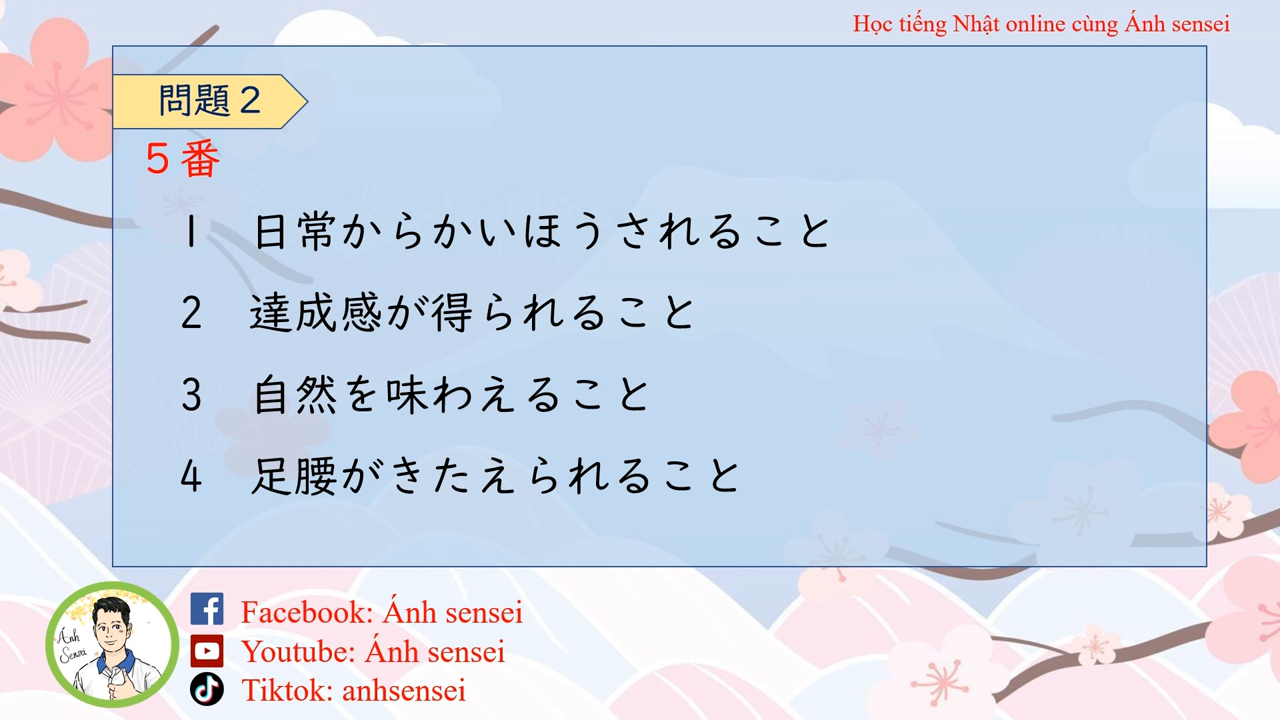 Học tiếng Nhật online cùng Ánh sensei
問題２
５番
1　日常からかいほうされること
2　達成感が得られること
3　自然を味わえること
4　足腰がきたえられること
Ánh Sensei
Facebook: Ánh sensei
Youtube: Ánh sensei
Tiktok: anhsensei